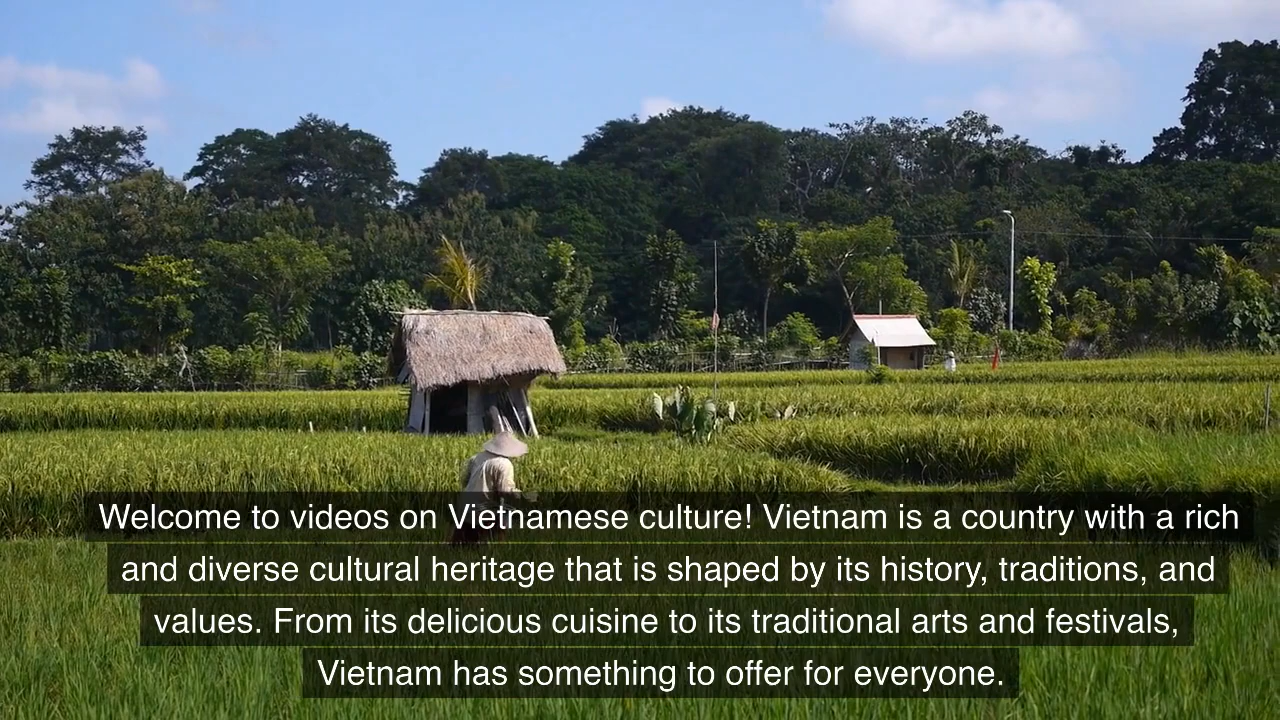 Welcome to videos on Vietnamese culture! Vietnam is a country with a rich
and diverse cultural heritage that is shaped by its history, traditions, and
values. From its delicious cuisine to its traditional arts and festivals,
Vietnam has something to offer for everyone.